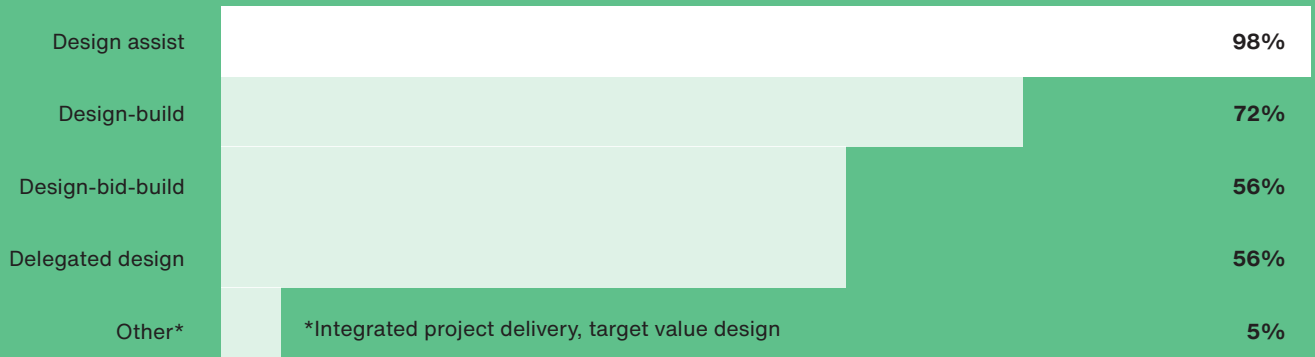 Design assist 98%
Design-build 72%
Design-bid-build 56%
Delegated design 56%
Other* *Integrated project delivery, target value design 5%